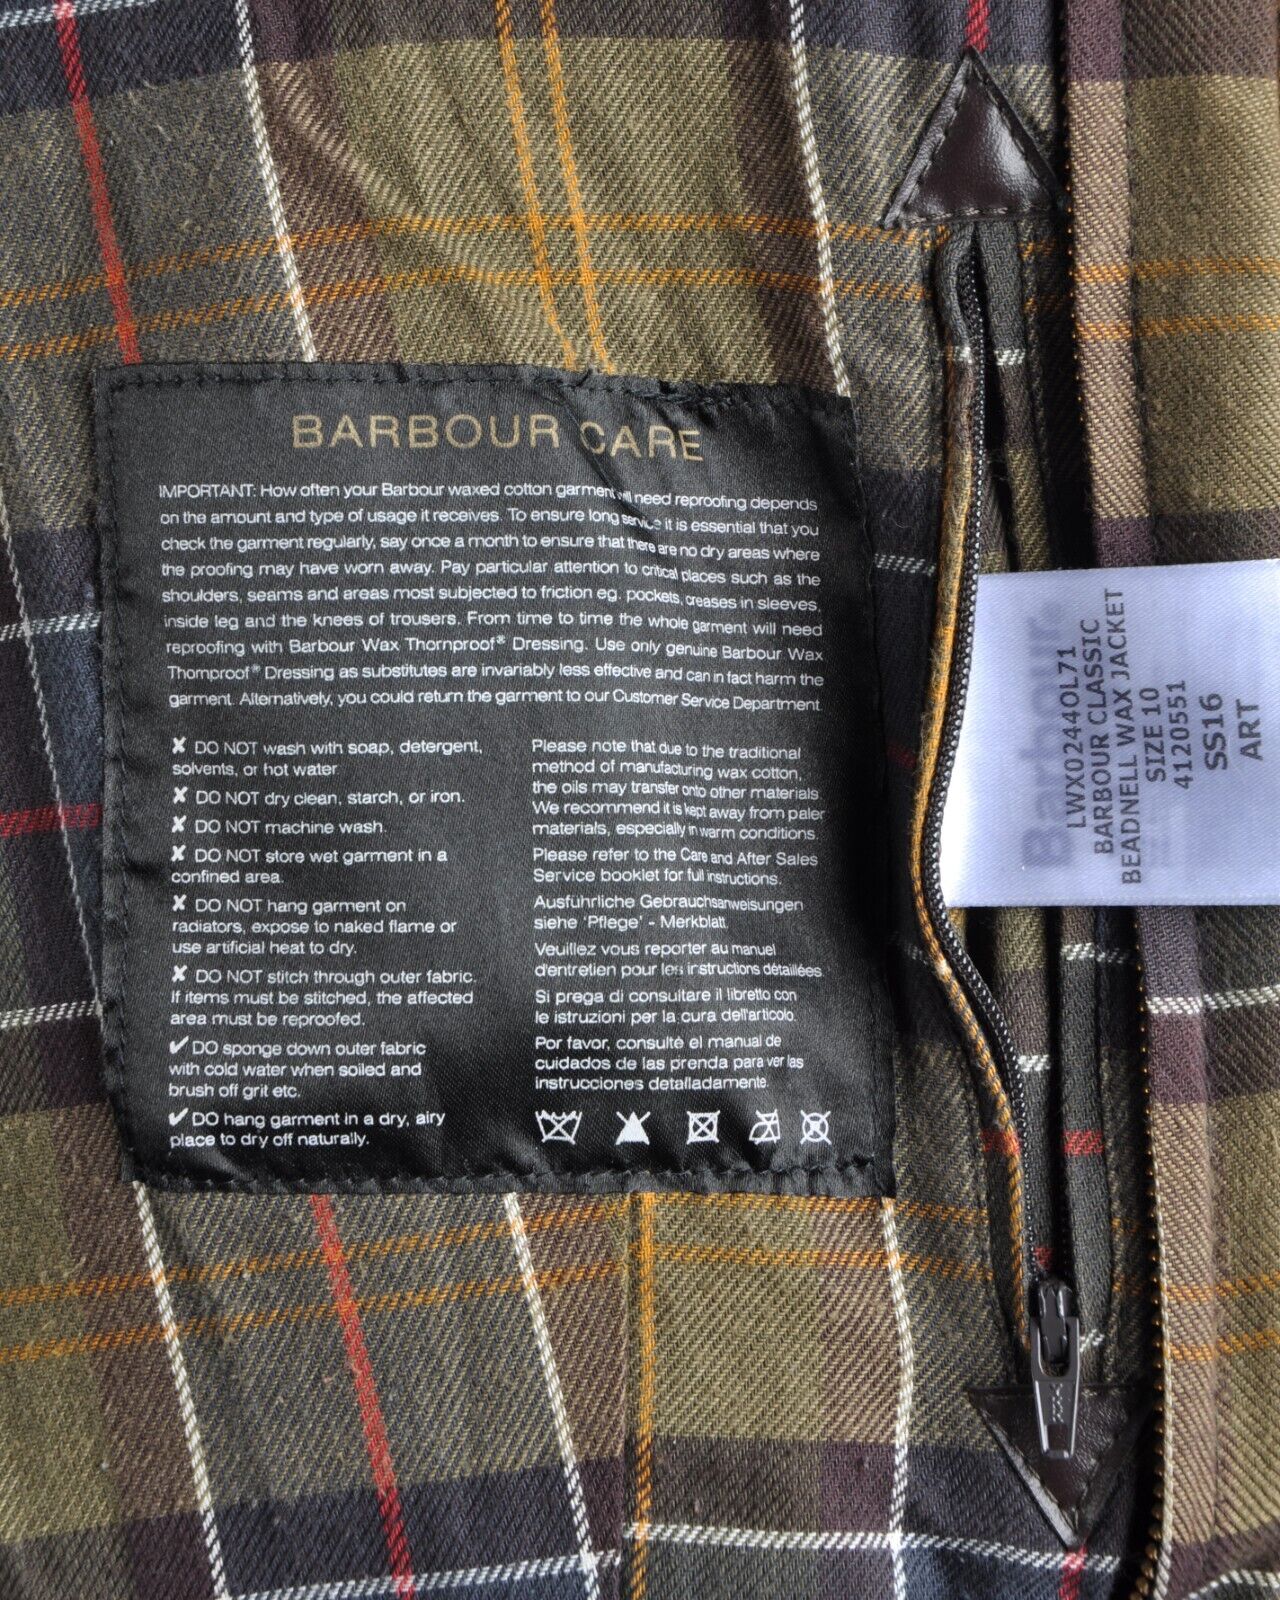 BARBOUR CARE
IMPORTANT: How often your Barbour waxed cotton garment will need reproofing depends
on the amount and type of usage it receives. To ensure long service it is essential that you
check the garment regularly, say once a month to ensure that there are no dry areas where
the proofing may have worn away. Pay particular attention to critical places such as the
shoulders, seams and areas most subjected to friction eg. pockets, creases in sleeves,
inside leg and the knees of trousers. From time to time the whole garment will need
reproofing with Barbour Wax Thornproof® Dressing. Use only genuine Barbour Wax
Thornproof® Dressing as substitutes are invariably less effective and can in fact harm the
garment. Alternatively, you could return the garment to our Customer Service Department.
✘ DO NOT wash with soap, detergent,
solvents, or hot water
✘ DO NOT dry clean, starch, or iron.
✘ DO NOT machine wash.
✘ DO NOT store wet garment in a
confined area.
✘ DO NOT hang garment on
radiators, expose to naked flame or
use artificial heat to dry.
✘ DO NOT stitch through outer fabric.
If items must be stitched, the affected
area must be reproofed.
✔ DO sponge down outer fabric
with cold water when soiled and
brush off grit etc.
✔ DO hang garment in a dry, airy
place to dry off naturally.
Please note that due to the traditional
method of manufacturing wax cotton,
the oils may transfer onto other materials.
We recommend it is kept away from paler
materials, especially in warm conditions.
Please refer to the Care and After Sales
Service booklet for full instructions.
Ausführliche Gebrauchsanweisungen
siehe 'Pflege' - Merkblatt.
Veuillez vous reporter au manuel
d'entretien pour les instructions détaillées.
Si prega di consultare il libretto con
le istruzioni per la cura dell'articolo.
Por favor, consulte el manual de
cuidados de las prenda para ver las
instrucciones detalladamente.
Barbour
LWX0244OL71
BARBOUR CLASSIC
BEADNELL WAX JACKET
SIZE 10
4120551
SS16
ART